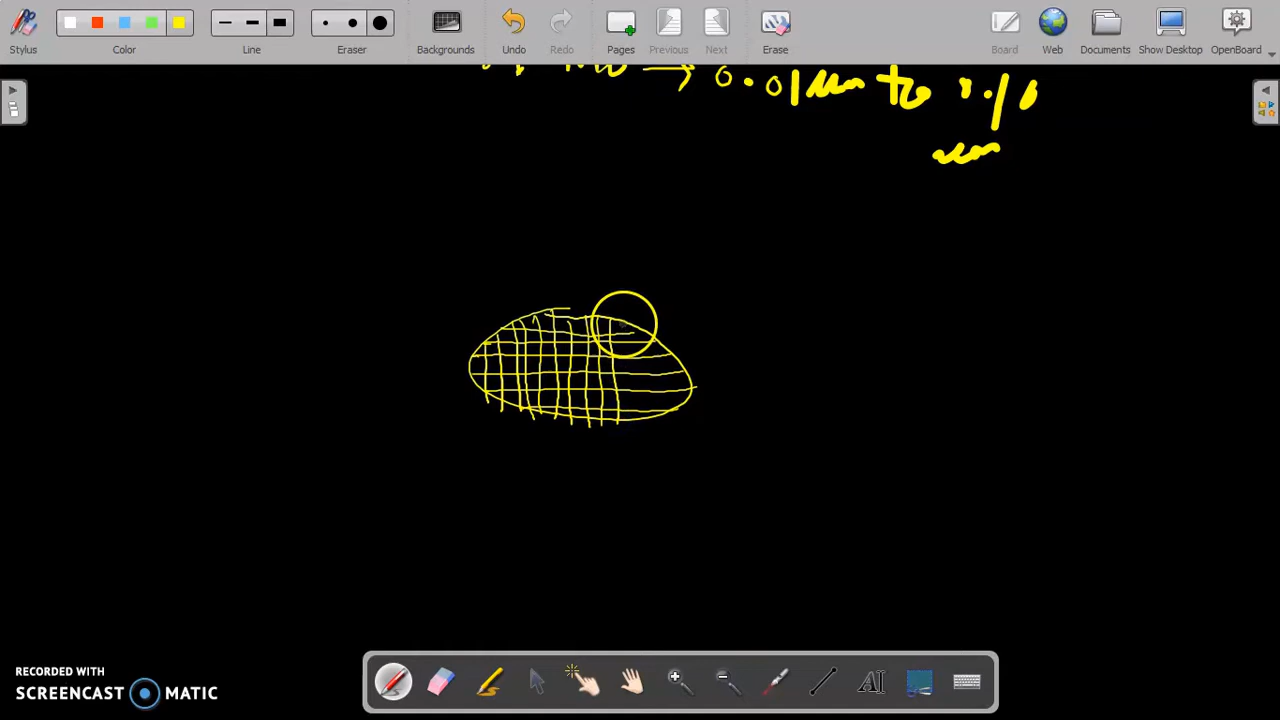 Stylus
Color
Line
Eraser
Backgrounds
Undo
Redo
Pages
Previous
Next
Erase
Board
Web
Documents
Show Desktop
OpenBoard
→ 0.01 to
RECORDED WITH
SCREENCAST MATIC